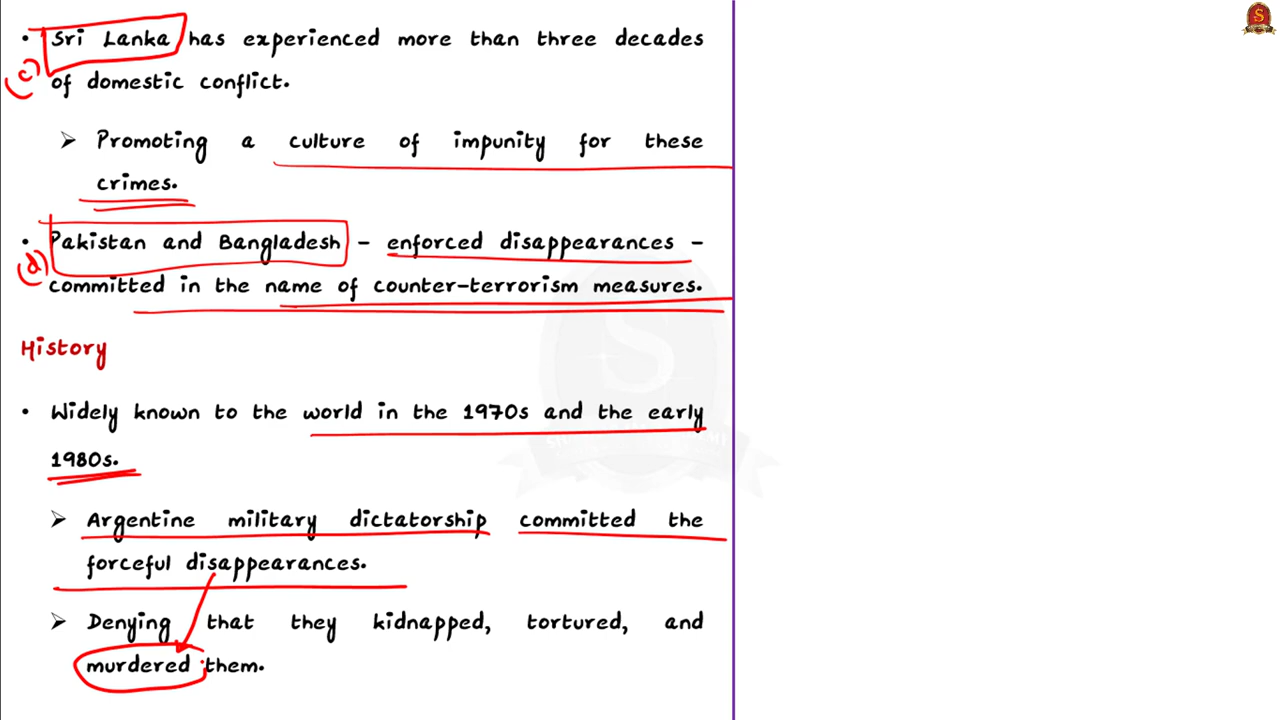 • Sri Lanka has experienced more than three decades
(c)
of domestic conflict.
➢ Promoting a culture of impunity for these
crimes.
• Pakistan and Bangladesh - enforced disappearances -
(d)
committed in the name of counter-terrorism measures.
History
• Widely known to the world in the 1970s and the early
1980s.
➢ Argentine military dictatorship committed the
forceful disappearances.
➢ Denying that they kidnapped, tortured, and
murdered them.